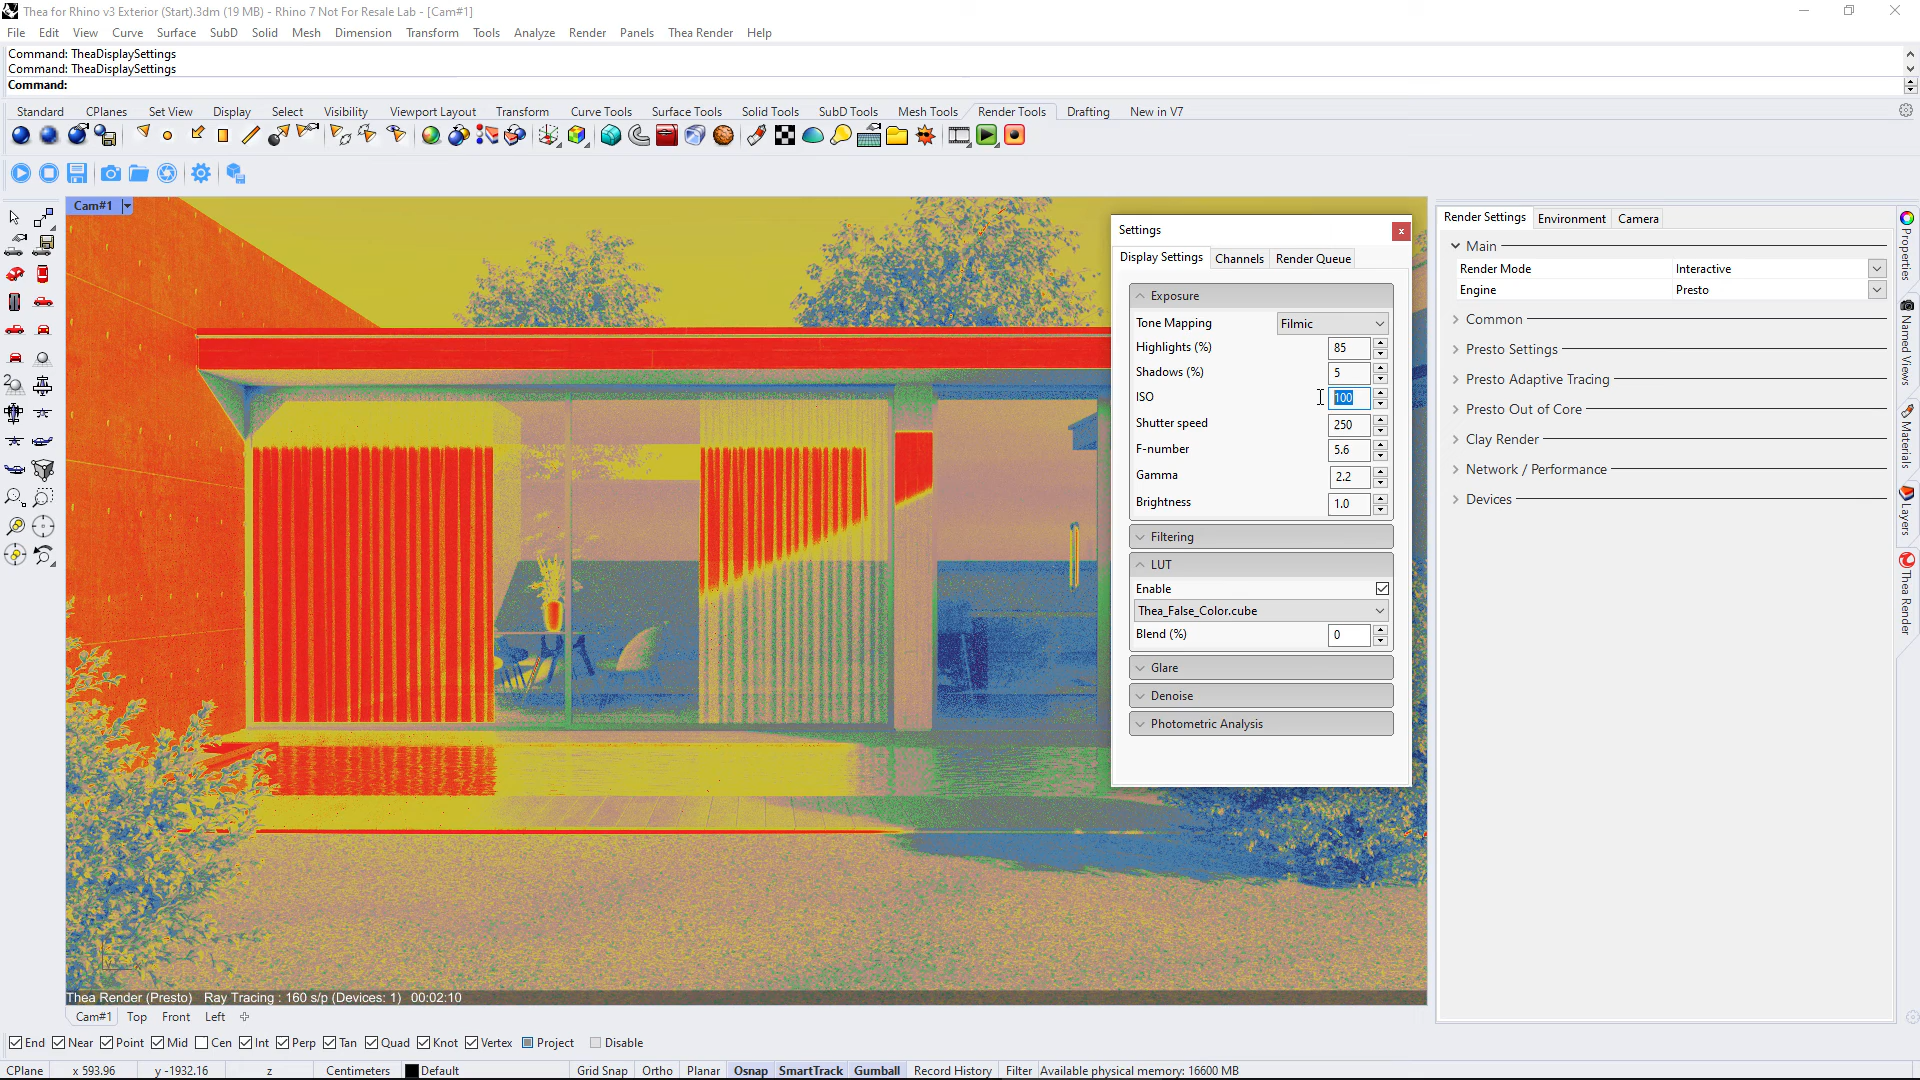 Thea for Rhino v3 Exterior (Start).3dm (19 MB) - Rhino 7 Not For Resale Lab - [Cam#1]
File Edit View Curve Surface SubD Solid Mesh Dimension Transform Tools Analyze Render Panels Thea Render Help
Command: TheaDisplaySettings
Command: TheaDisplaySettings
Command:
Standard CPlanes Set View Display Select Visibility Viewport Layout Transform Curve Tools Surface Tools Solid Tools SubD Tools Mesh Tools Render Tools Drafting New in V7
Cam#1
Settings
Display Settings Channels Render Queue
Exposure
Tone Mapping Filmic
Highlights (%) 85
Shadows (%) 5
ISO 100
Shutter speed 250
F-number 5.6
Gamma 2.2
Brightness 1.0
Filtering
LUT
Enable
Thea_False_Color.cube
Blend (%) 0
Glare
Denoise
Photometric Analysis
Render Settings Environment Camera
Main
Render Mode Interactive
Engine Presto
Common
Presto Settings
Presto Adaptive Tracing
Presto Out of Core
Clay Render
Network / Performance
Devices
Properties
Named Views
Materials
Layers
Thea Render
Thea Render (Presto) Ray Tracing : 160 s/p (Devices: 1) 00:02:10
Cam#1 Top Front Left
End Near Point Mid Cen Int Perp Tan Quad Knot Vertex Project Disable
CPlane x 593.96 y -1932.16 z Centimeters Default Grid Snap Ortho Planar Osnap SmartTrack Gumball Record History Filter Available physical memory: 16600 MB